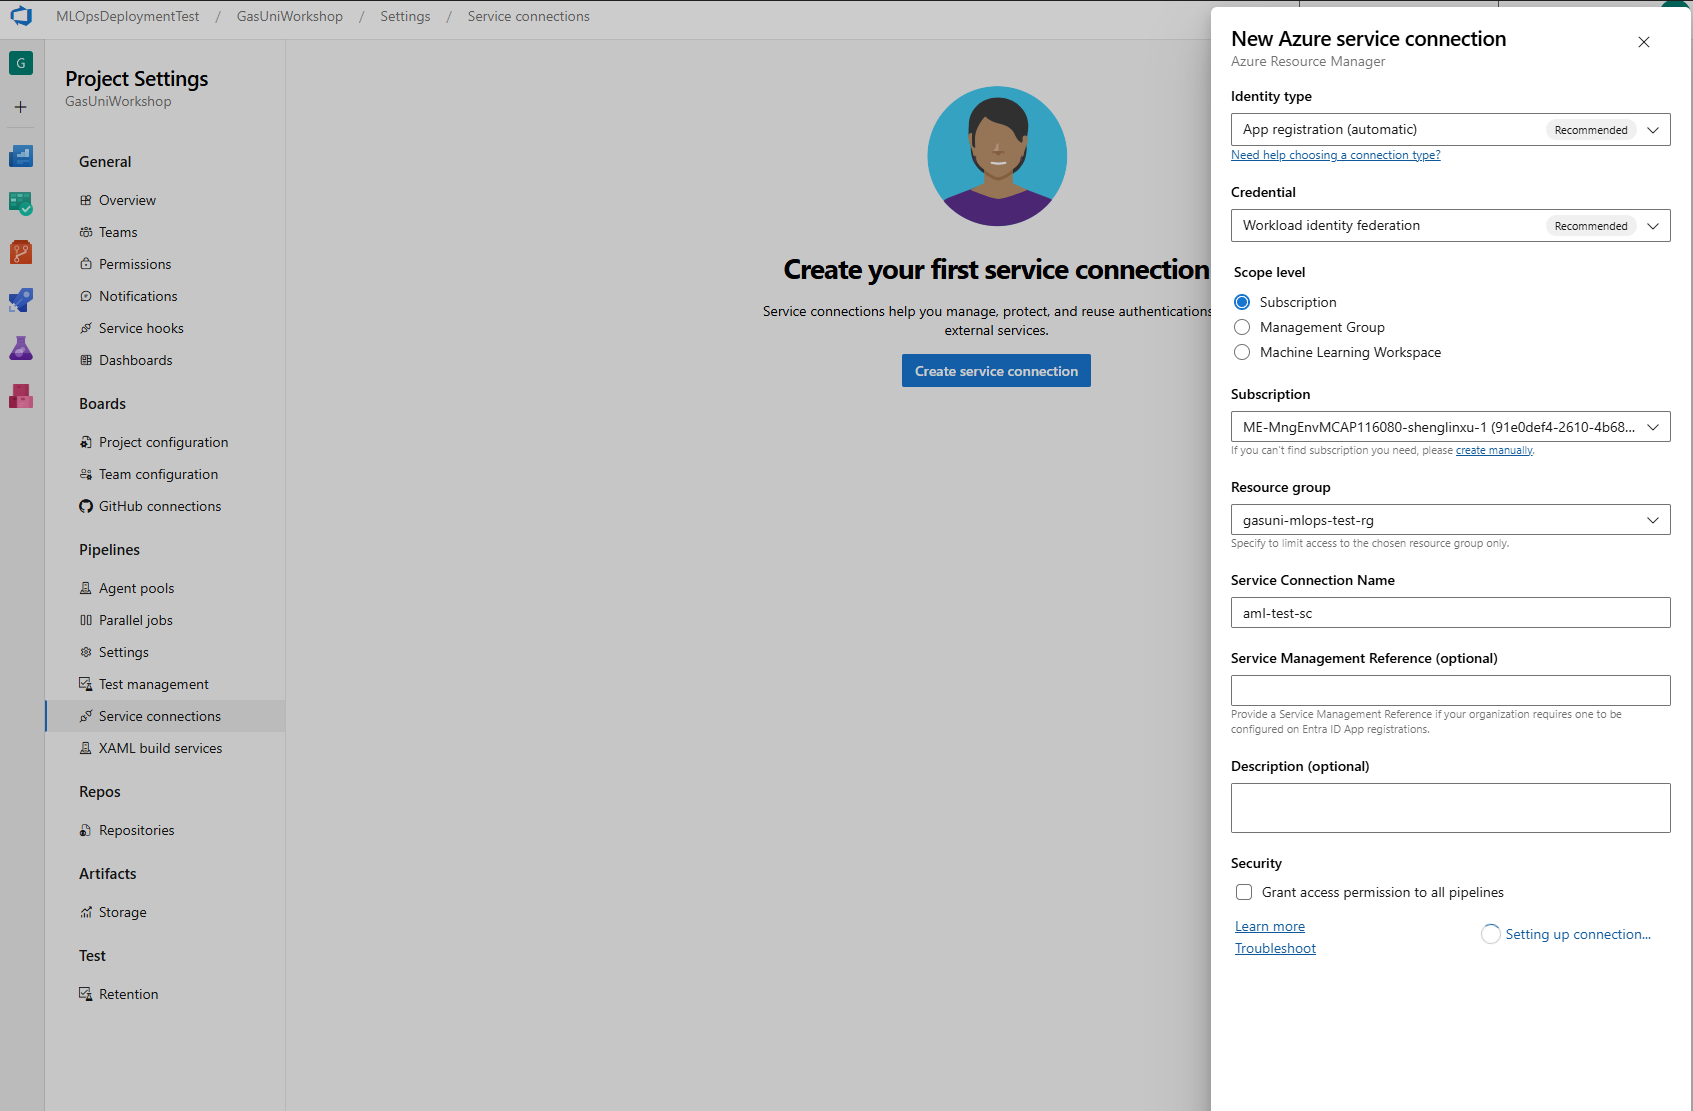 MLOpsDeploymentTest / GasUniWorkshop / Settings / Service connections
G
Project Settings
GasUniWorkshop
General
Overview
Teams
Permissions
Notifications
Service hooks
Dashboards
Boards
Project configuration
Team configuration
GitHub connections
Pipelines
Agent pools
Parallel jobs
Settings
Test management
Service connections
XAML build services
Repos
Repositories
Artifacts
Storage
Test
Retention
Create your first service connection
Service connections help you manage, protect, and reuse authentications
external services.
Create service connection
New Azure service connection
Azure Resource Manager
Identity type
App registration (automatic) Recommended
Need help choosing a connection type?
Credential
Workload identity federation Recommended
Scope level
Subscription
Management Group
Machine Learning Workspace
Subscription
ME-MngEnvMCAP116080-shenglinxu-1 (91e0def4-2610-4b68...
If you can't find subscription you need, please create manually.
Resource group
gasuni-mlops-test-rg
Specify to limit access to the chosen resource group only.
Service Connection Name
aml-test-sc
Service Management Reference (optional)
Provide a Service Management Reference if your organization requires one to be
configured on Entra ID App registrations.
Description (optional)
Security
Grant access permission to all pipelines
Learn more
Troubleshoot
Setting up connection...